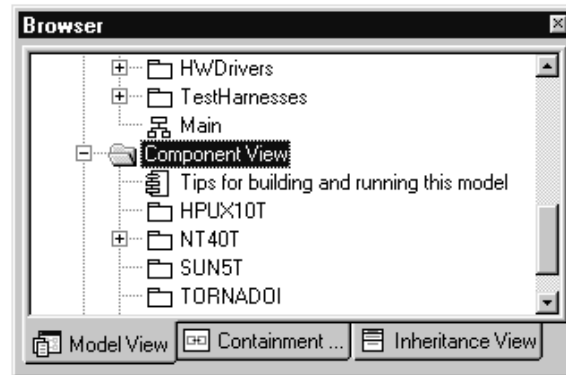 Browser
HWDrivers
TestHarnesses
Main
Component View
Tips for building and running this model
HPUX10T
NT40T
SUN5T
TORNADOI
Model View Containment ... Inheritance View